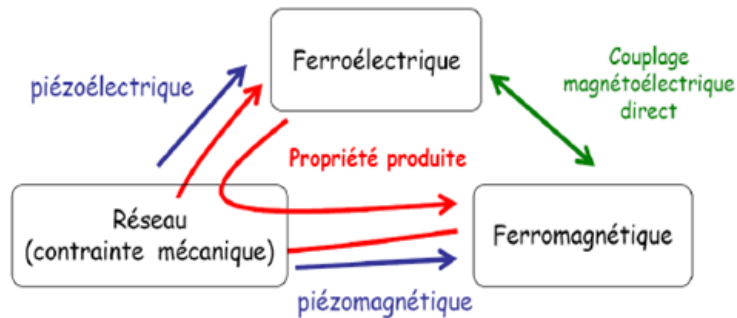 Ferroélectrique
Couplage
magnétoélectrique
direct
piézoélectrique
Propriété produite
Réseau
(contrainte mécanique)
Ferromagnétique
piézomagnétique